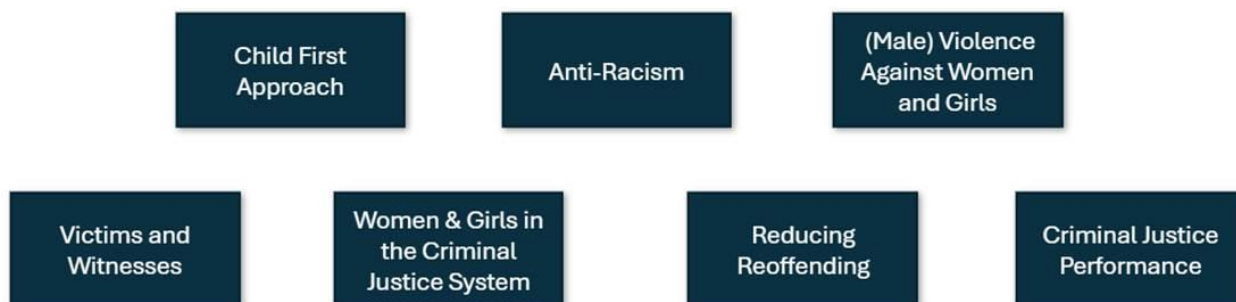 Child First
Approach
Anti-Racism
(Male) Violence
Against Women
and Girls
Victims and
Witnesses
Women & Girls in
the Criminal
Justice System
Reducing
Reoffending
Criminal Justice
Performance